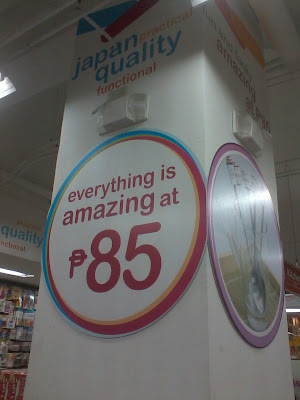 japan practical
quality
functional
everything is
amazing at
₱85
amazing
quality
functional